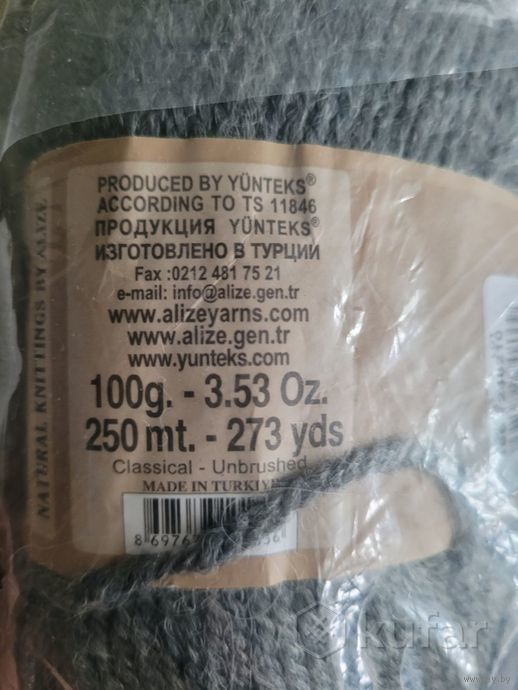 PRODUCED BY YÜNTEKS®
ACCORDING TO TS 11846
ПРОДУКЦИЯ YÜNTEKS®
ИЗГОТОВЛЕНО В ТУРЦИИ
Fax :0212 481 75 21
e-mail: info@alize.gen.tr
www.alizeyarns.com
www.alize.gen.tr
www.yunteks.com
100g. - 3.53 Oz.
250 mt. - 273 yds
Classical - Unbrushed
MADE IN
NATURAL KNITTINGS BY ALIZE
kufar